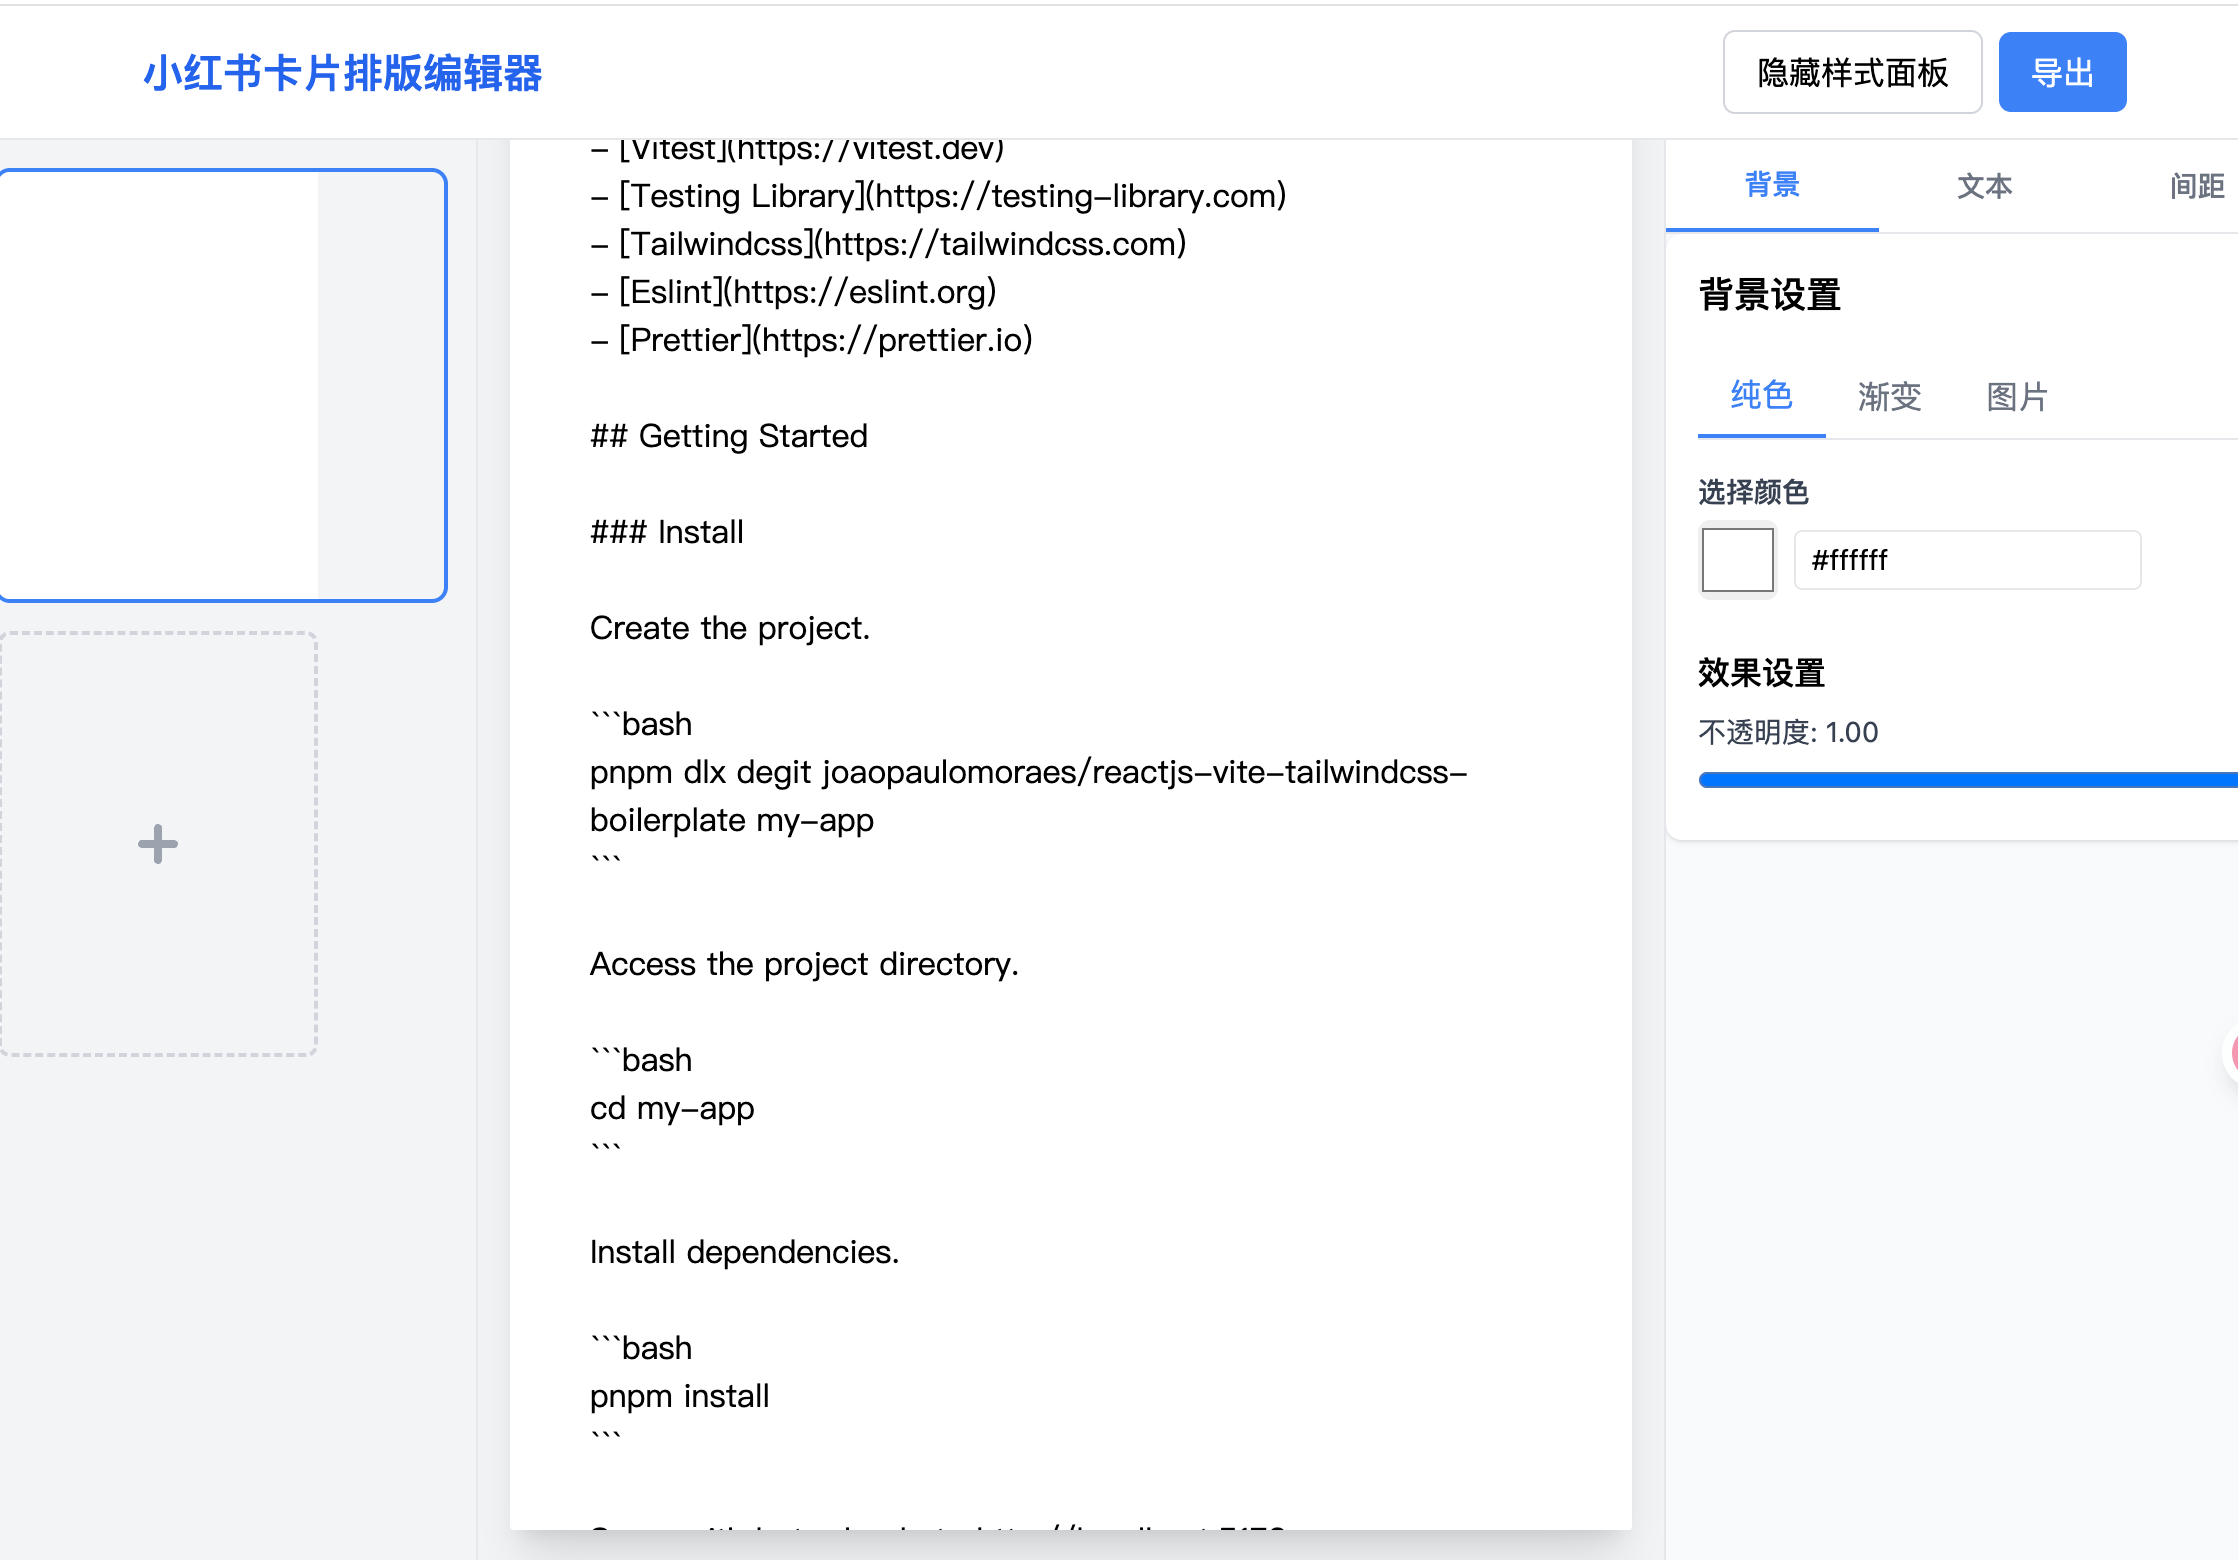 小红书卡片排版编辑器
隐藏样式面板
导出
- [Vitest](https://vitest.dev)
- [Testing Library](https://testing-library.com)
- [Tailwindcss](https://tailwindcss.com)
- [Eslint](https://eslint.org)
- [Prettier](https://prettier.io)
## Getting Started
### Install
Create the project.
```bash
pnpm dlx degit joaopaulomoraes/reactjs-vite-tailwindcss-
boilerplate my-app
```
Access the project directory.
```bash
cd my-app
```
Install dependencies.
```bash
pnpm install
```
背景
文本
间距
背景设置
纯色
渐变
图片
选择颜色
#ffffff
效果设置
不透明度: 1.00